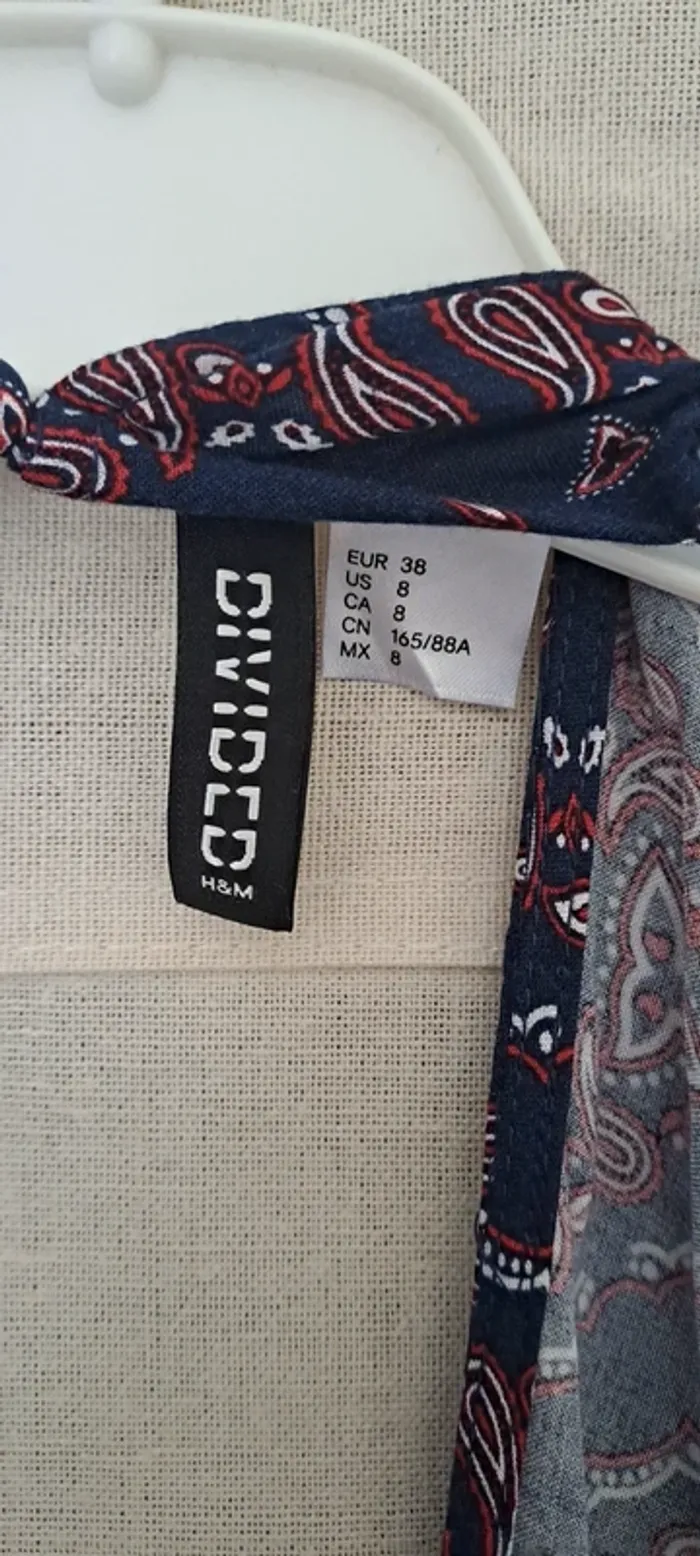 DIVIDED
H&M
EUR 38
US 8
CA 8
CN 165/88A
MX 8